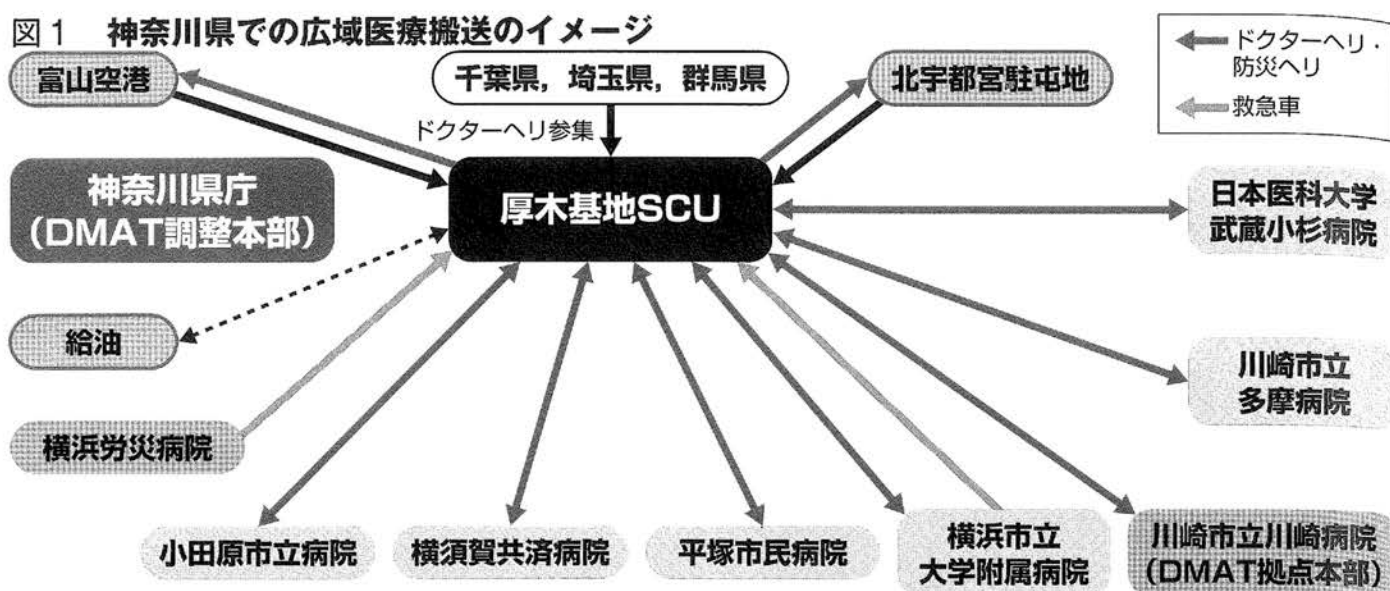 図1 神奈川県での広域医療搬送のイメージ
ドクターヘリ・
防災ヘリ
救急車
富山空港
千葉県，埼玉県，群馬県
北宇都宮駐屯地
ドクターヘリ参集
神奈川県庁
（DMAT調整本部）
厚木基地SCU
日本医科大学
武蔵小杉病院
給油
川崎市立
多摩病院
横浜労災病院
小田原市立病院
横須賀共済病院
平塚市民病院
横浜市立
大学附属病院
川崎市立川崎病院
（DMAT拠点本部）